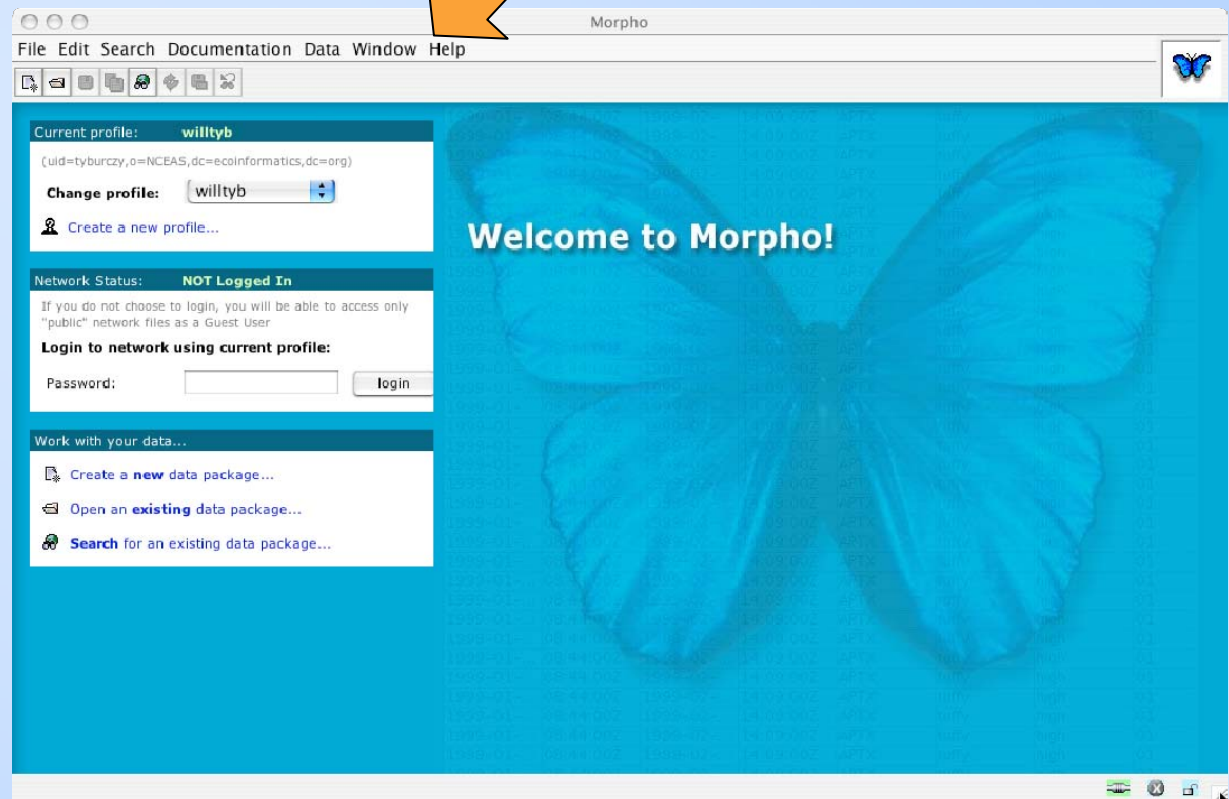 Morpho
File Edit Search Documentation Data Window Help
Current profile: willtyb
(uid=tyburczy,o=NCEAS,dc=ecoinformatics,dc=org)
Change profile: willtyb
Create a new profile...
Welcome to Morpho!
Network Status: NOT Logged In
If you do not choose to login, you will be able to access only
"public" network files as a Guest User
Login to network using current profile:
Password: login
Work with your data...
Create a new data package...
Open an existing data package...
Search for an existing data package...